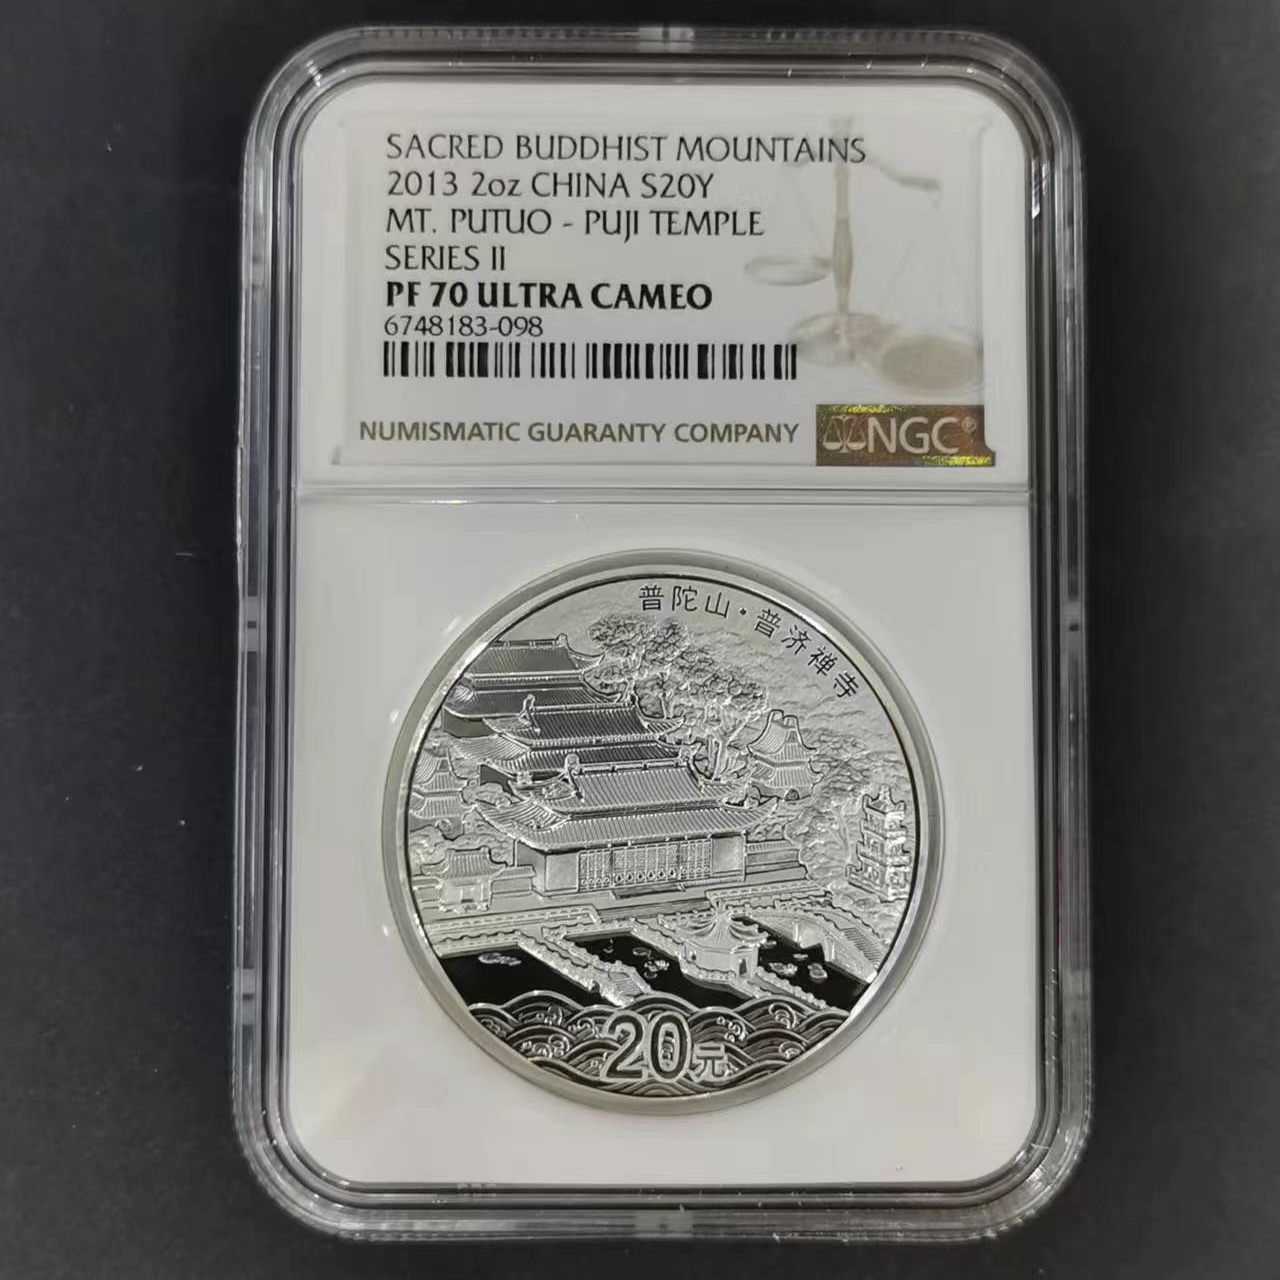 SACRED BUDDHIST MOUNTAINS
2013 2oz CHINA S20Y
MT. PUTUO - PUJI TEMPLE
SERIES II
PF 70 ULTRA CAMEO
6748183-098
NUMISMATIC GUARANTY COMPANY
NGC®
普陀山·普济禅寺
20元